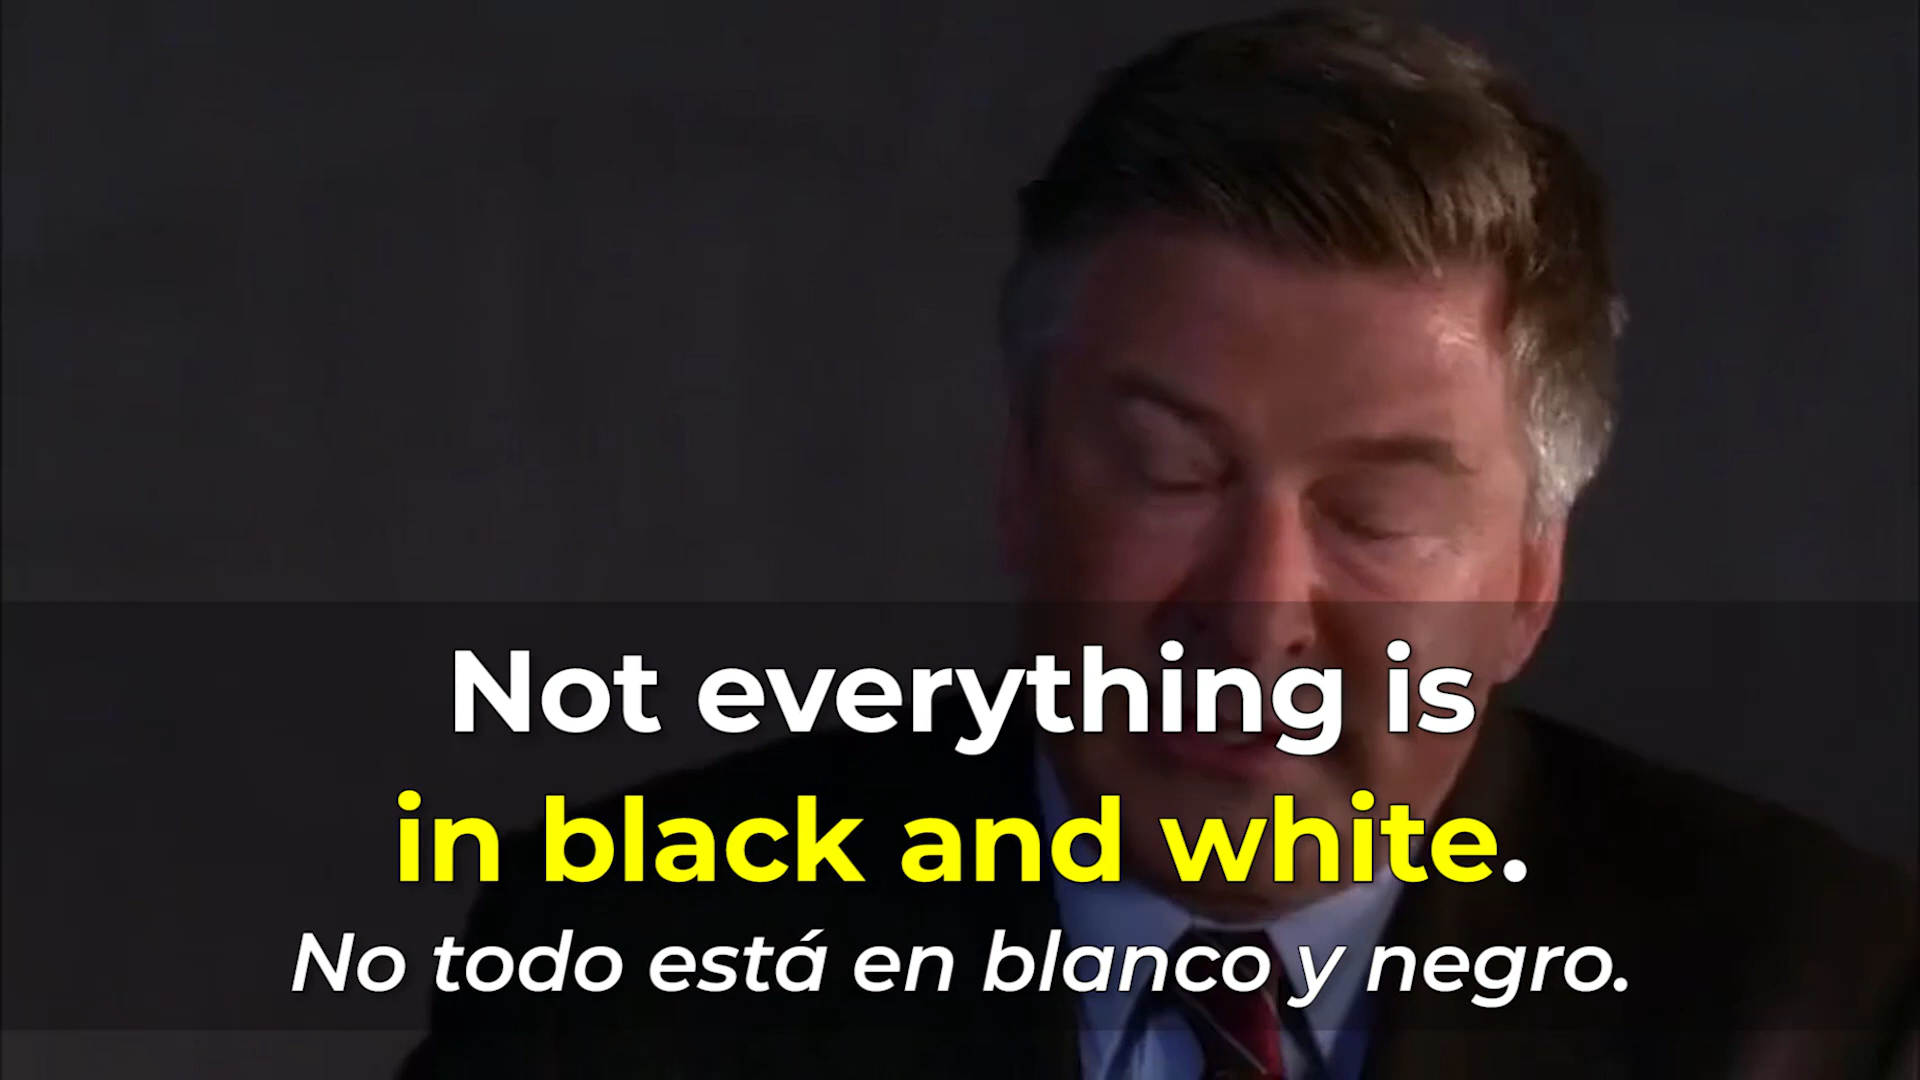 Not everything is
in black and white.
No todo está en blanco y negro.